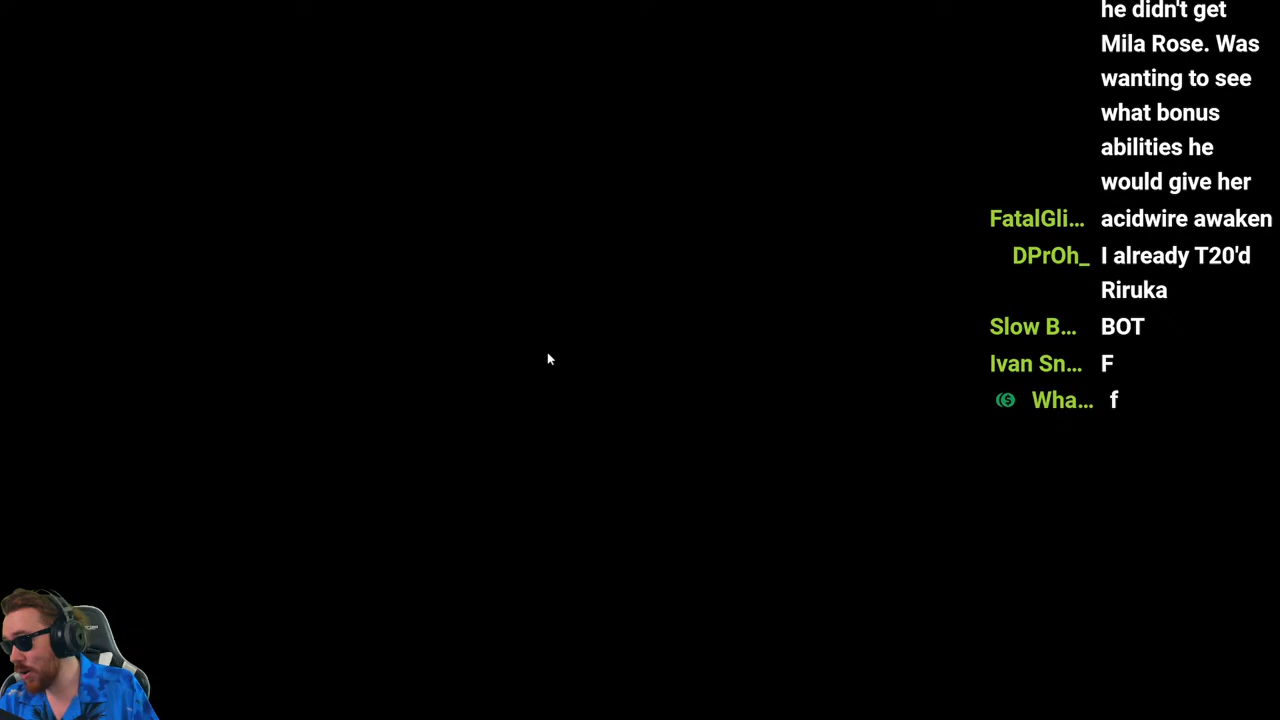 he didn't get
Mila Rose. Was
wanting to see
what bonus
abilities he
would give her
FatalGli... acidwire awaken
DPrOh_ I already T20'd
Riruka
Slow B... BOT
Ivan Sn... F
Wha... f